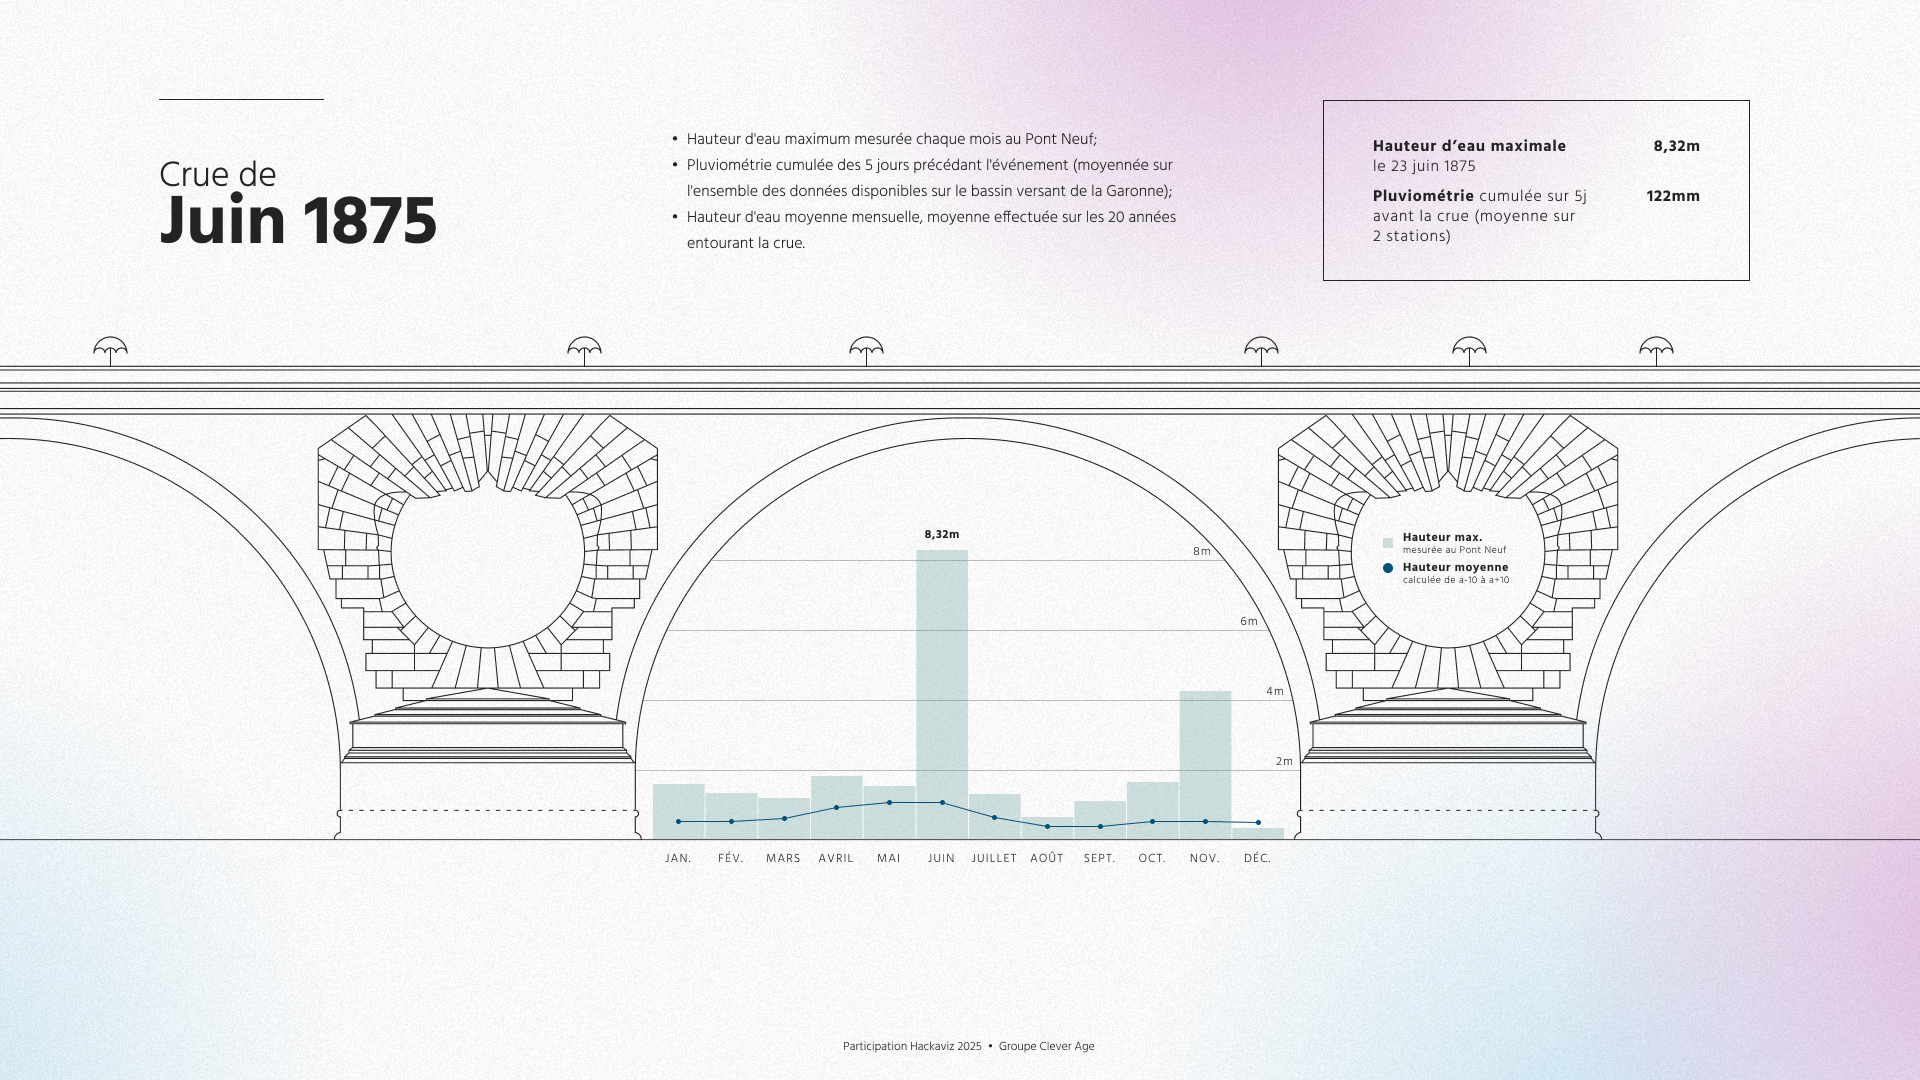 Crue de
Juin 1875
• Hauteur d'eau maximum mesurée chaque mois au Pont Neuf;
• Pluviométrie cumulée des 5 jours précédant l'événement (moyennée sur
l'ensemble des données disponibles sur le bassin versant de la Garonne);
• Hauteur d'eau moyenne mensuelle, moyenne effectuée sur les 20 années
entourant la crue.
Hauteur d’eau maximale 8,32m
le 23 juin 1875
Pluviométrie cumulée sur 5j 122mm
avant la crue (moyenne sur
2 stations)
8,32m
8m
6m
4m
2m
Hauteur max.
mesurée au Pont Neuf
Hauteur moyenne
calculée de a-10 à a+10
JAN. FÉV. MARS AVRIL MAI JUIN JUILLET AOÛT SEPT. OCT. NOV. DÉC.
Participation Hackaviz 2025 • Groupe Clever Age